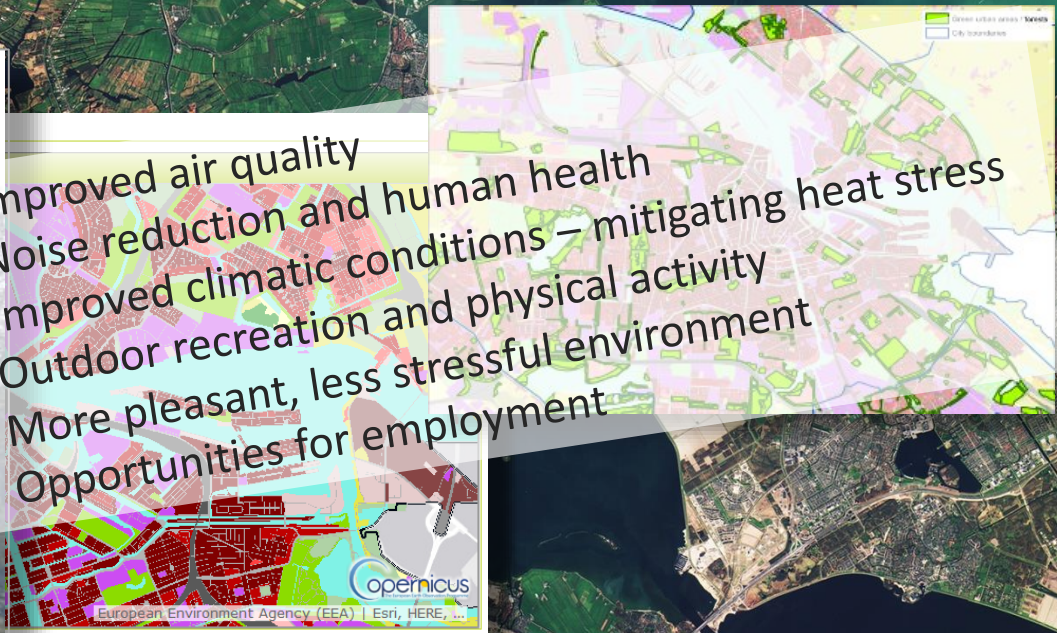 Green urban areas / forests
City boundaries
mproved air quality
Noise reduction and human health
mproved climatic conditions – mitigating heat stress
Outdoor recreation and physical activity
More pleasant, less stressful environment
Opportunities for employment
opernicus
European Environment Agency (EEA) | Esri, HERE, ...